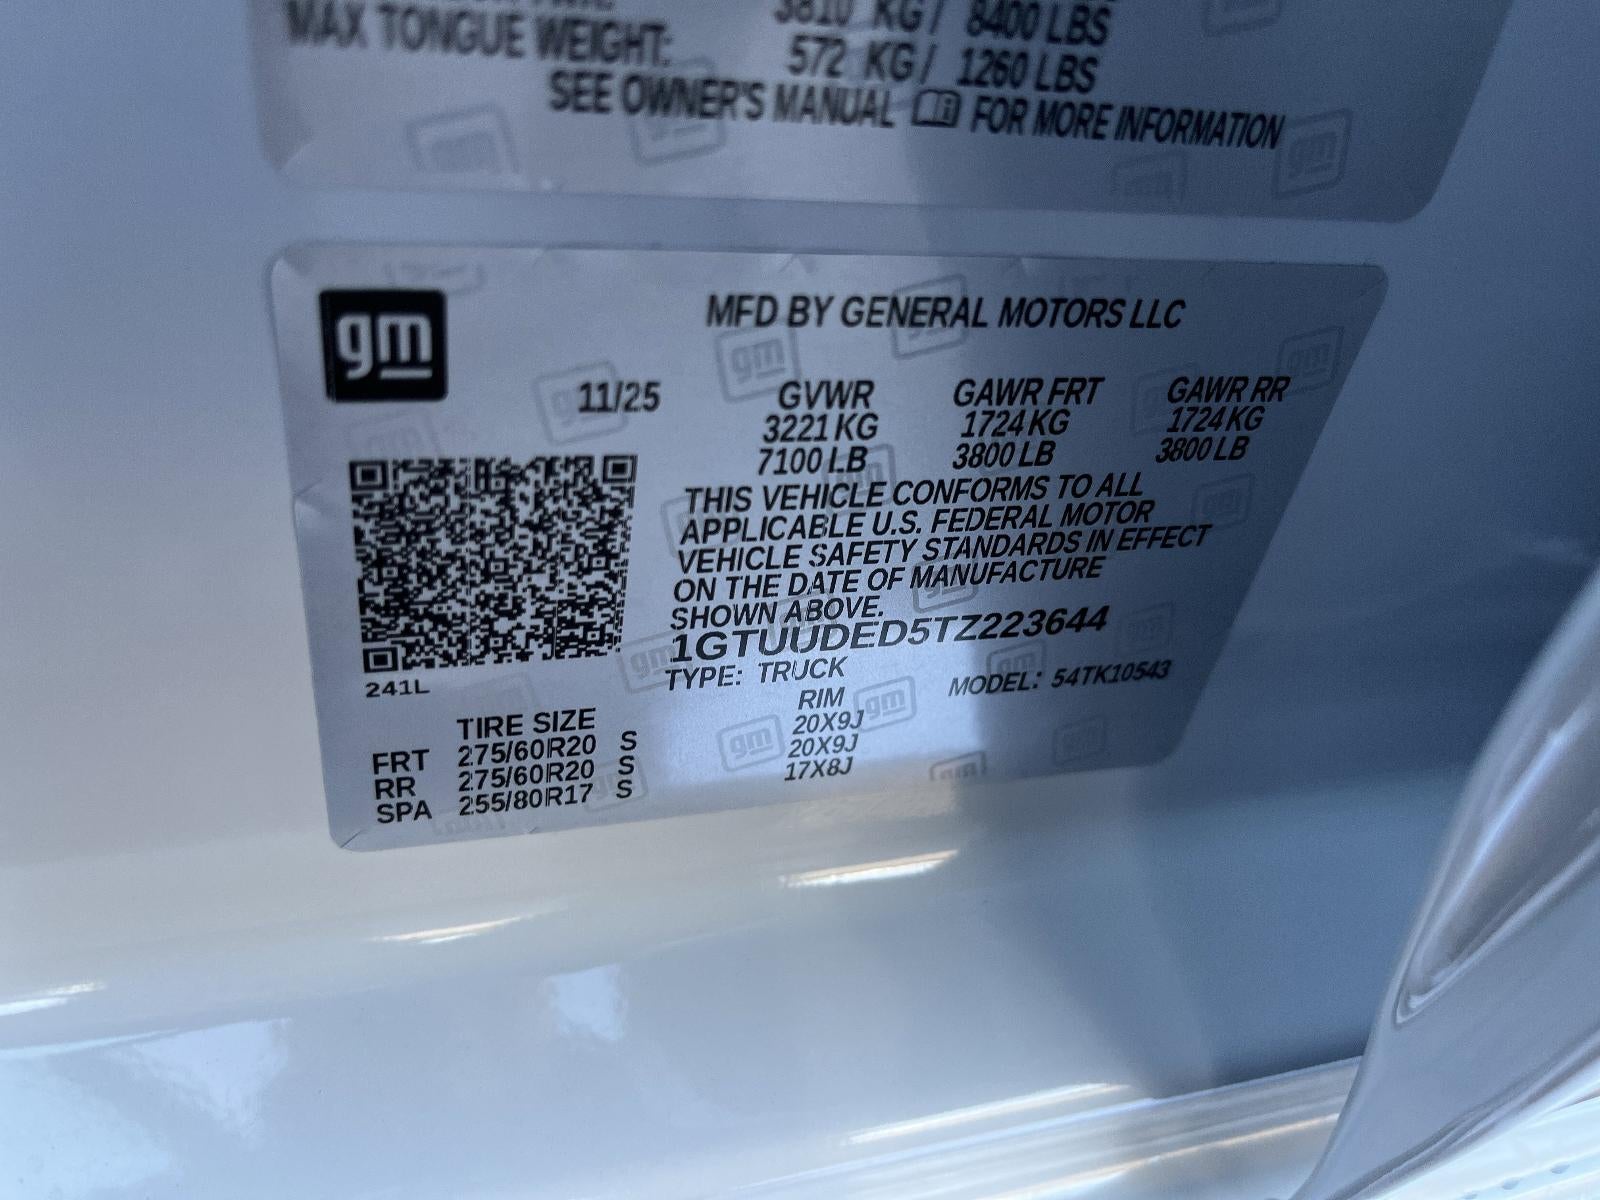 3810 KG / 8400 LBS
MAX TONGUE WEIGHT: 572 KG / 1260 LBS
SEE OWNER'S MANUAL FOR MORE INFORMATION
gm
MFD BY GENERAL MOTORS LLC
11/25 GVWR GAWR FRT GAWR RR
3221 KG 1724 KG 1724 KG
7100 LB 3800 LB 3800 LB
THIS VEHICLE CONFORMS TO ALL
APPLICABLE U.S. FEDERAL MOTOR
VEHICLE SAFETY STANDARDS IN EFFECT
ON THE DATE OF MANUFACTURE
SHOWN ABOVE.
1GTUUDED5TZ223644
TYPE: TRUCK MODEL: 54TK10543
241L
TIRE SIZE RIM
FRT 275/60R20 S 20X9J
RR 275/60R20 S 20X9J
SPA 255/80R17 S 17X8J